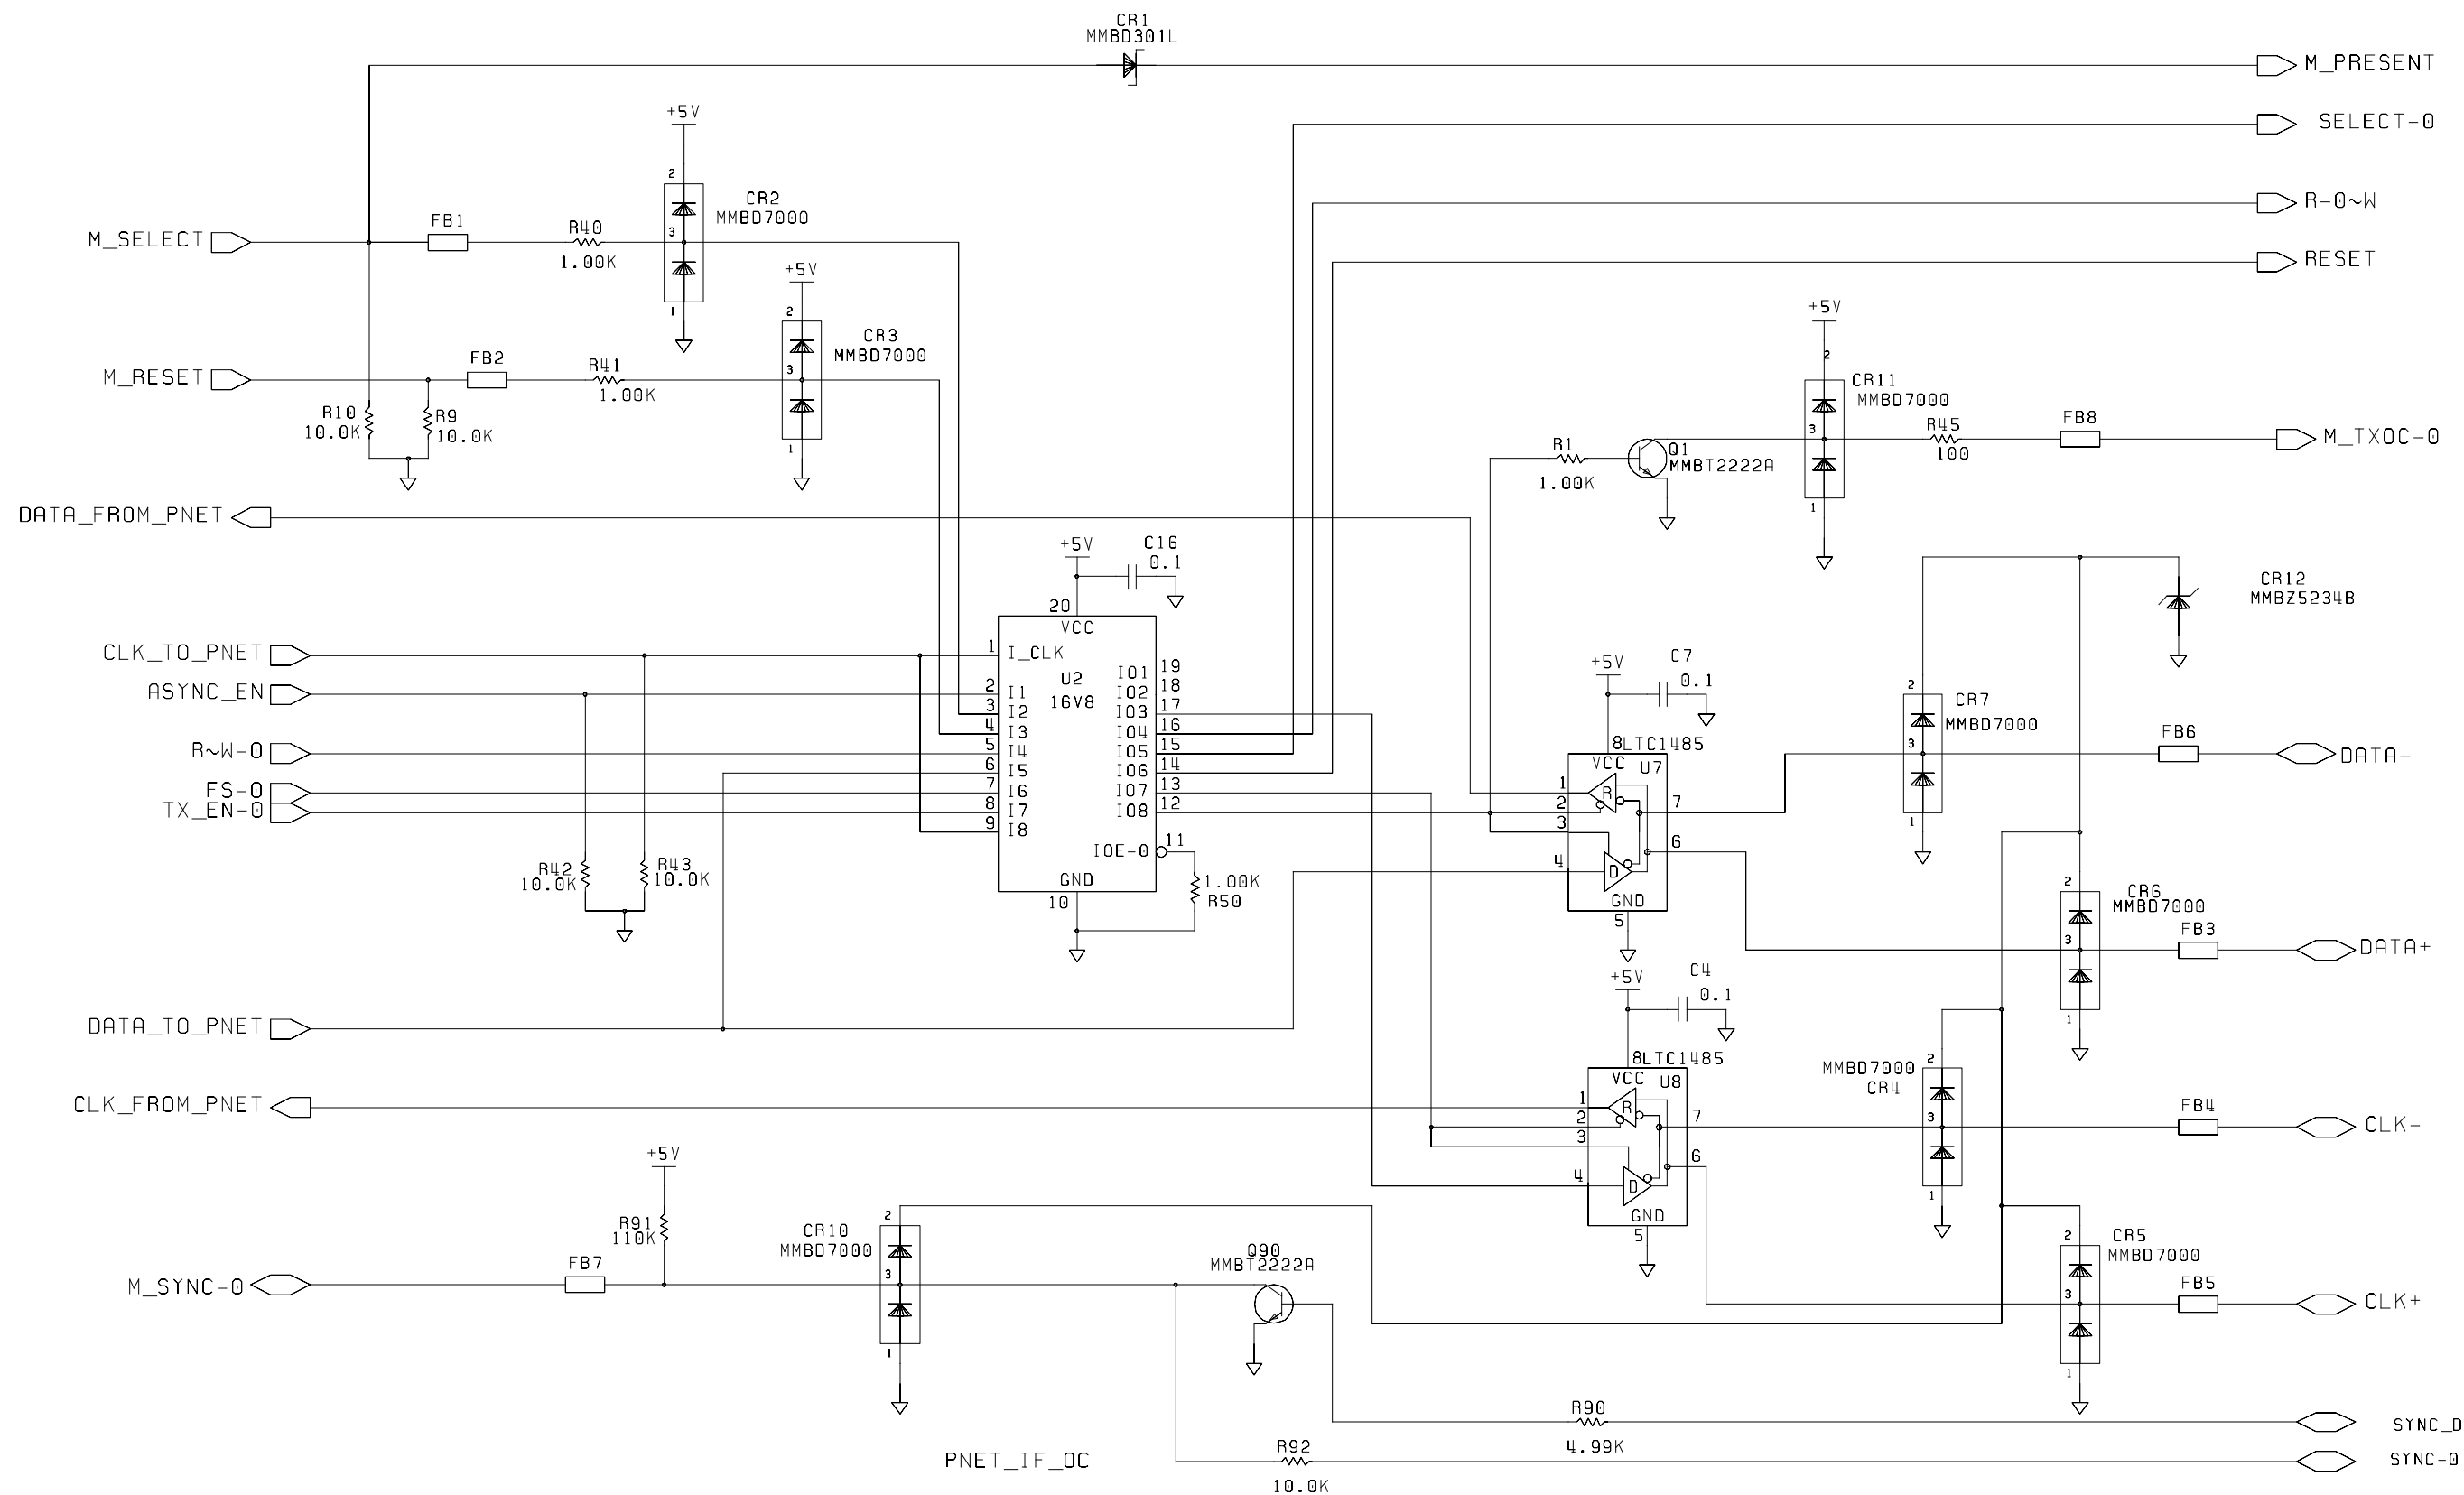 CR1
MMBD301L
M_PRESENT
+5V
SELECT-0
2
CR2
MMBD7000
R-0~W
M_SELECT
FB1
R40
1.00K
3
1
RESET
+5V
2
CR3
MMBD7000
M_RESET
FB2
R41
1.00K
3
1
R10
10.0K
R9
10.0K
+5V
2
CR11
MMBD7000
3
1
R45
100
FB8
M_TXOC-0
R1
1.00K
Q1
MMBT2222A
DATA_FROM_PNET
+5V
C16
0.1
CR12
MMBZ5234B
20
VCC
CLK_TO_PNET
1
I_CLK
ASYNC_EN
2
I1
3
I2
4
I3
R~W-0
5
I4
6
I5
FS-0
7
I6
TX_EN-0
8
I7
9
I8
U2
16V8
IO1
19
IO2
18
IO3
17
IO4
16
IO5
15
IO6
14
IO7
13
IO8
12
IOE-0
11
GND
10
1.00K
R50
R42
10.0K
R43
10.0K
+5V
C7
0.1
8
LTC1485
VCC
U7
1
R
2
3
4
D
7
6
GND
5
2
CR7
MMBD7000
3
1
FB6
DATA-
2
CR6
MMBD7000
3
1
FB3
DATA+
DATA_TO_PNET
+5V
C4
0.1
8
LTC1485
VCC
U8
1
R
2
3
4
D
7
6
GND
5
MMBD7000
CR4
2
3
1
FB4
CLK-
CLK_FROM_PNET
+5V
R91
110K
FB7
M_SYNC-0
CR10
MMBD7000
2
3
1
Q90
MMBT2222A
2
CR5
MMBD7000
3
1
FB5
CLK+
R90
4.99K
SYNC_D
PNET_IF_OC
R92
10.0K
SYNC-0